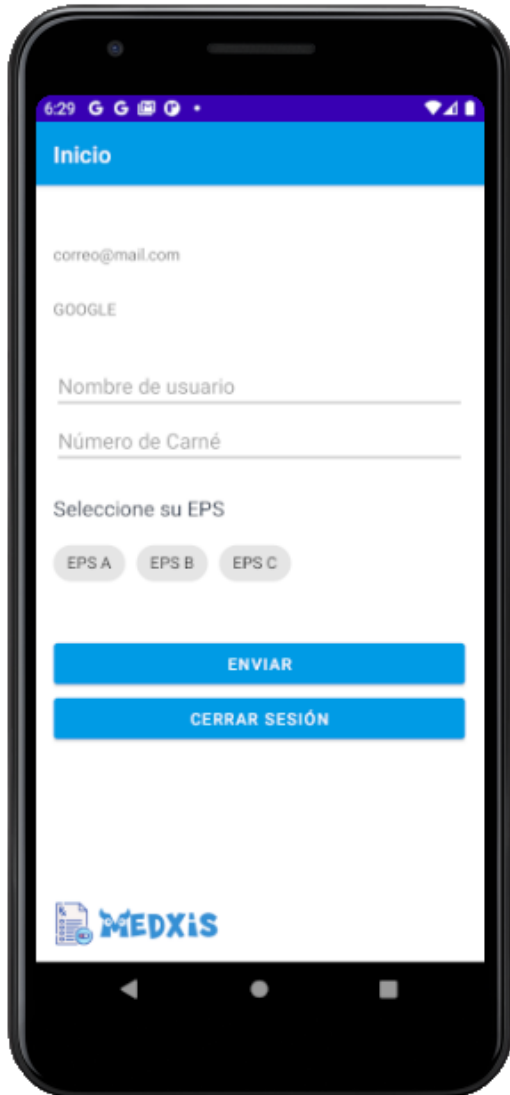 6:29 G G
Inicio
correo@mail.com
GOOGLE
Nombre de usuario
Número de Carné
Seleccione su EPS
EPS A EPS B EPS C
ENVIAR
CERRAR SESIÓN
MEDXiS